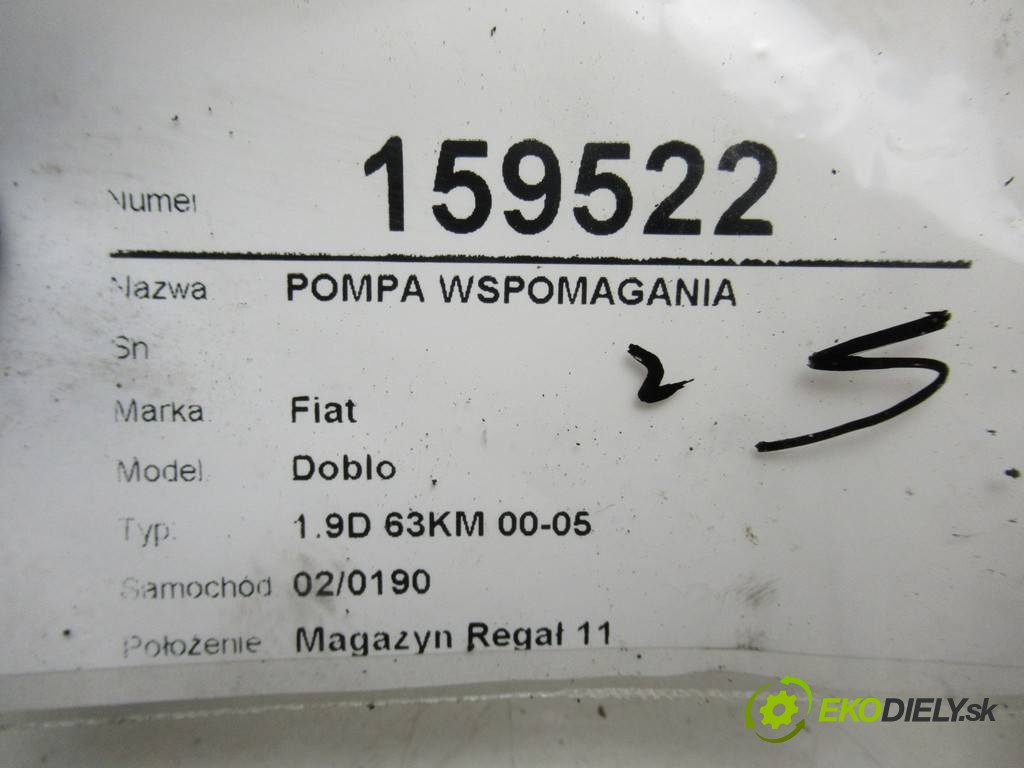 Numer 159522
Nazwa POMPA WSPOMAGANIA
Sn
2 5
Marka Fiat
Model Doblo
Typ. 1.9D 63KM 00-05
Samochód 02/0190
Położenie Magazyn Regał 11
EKODIELY.sk